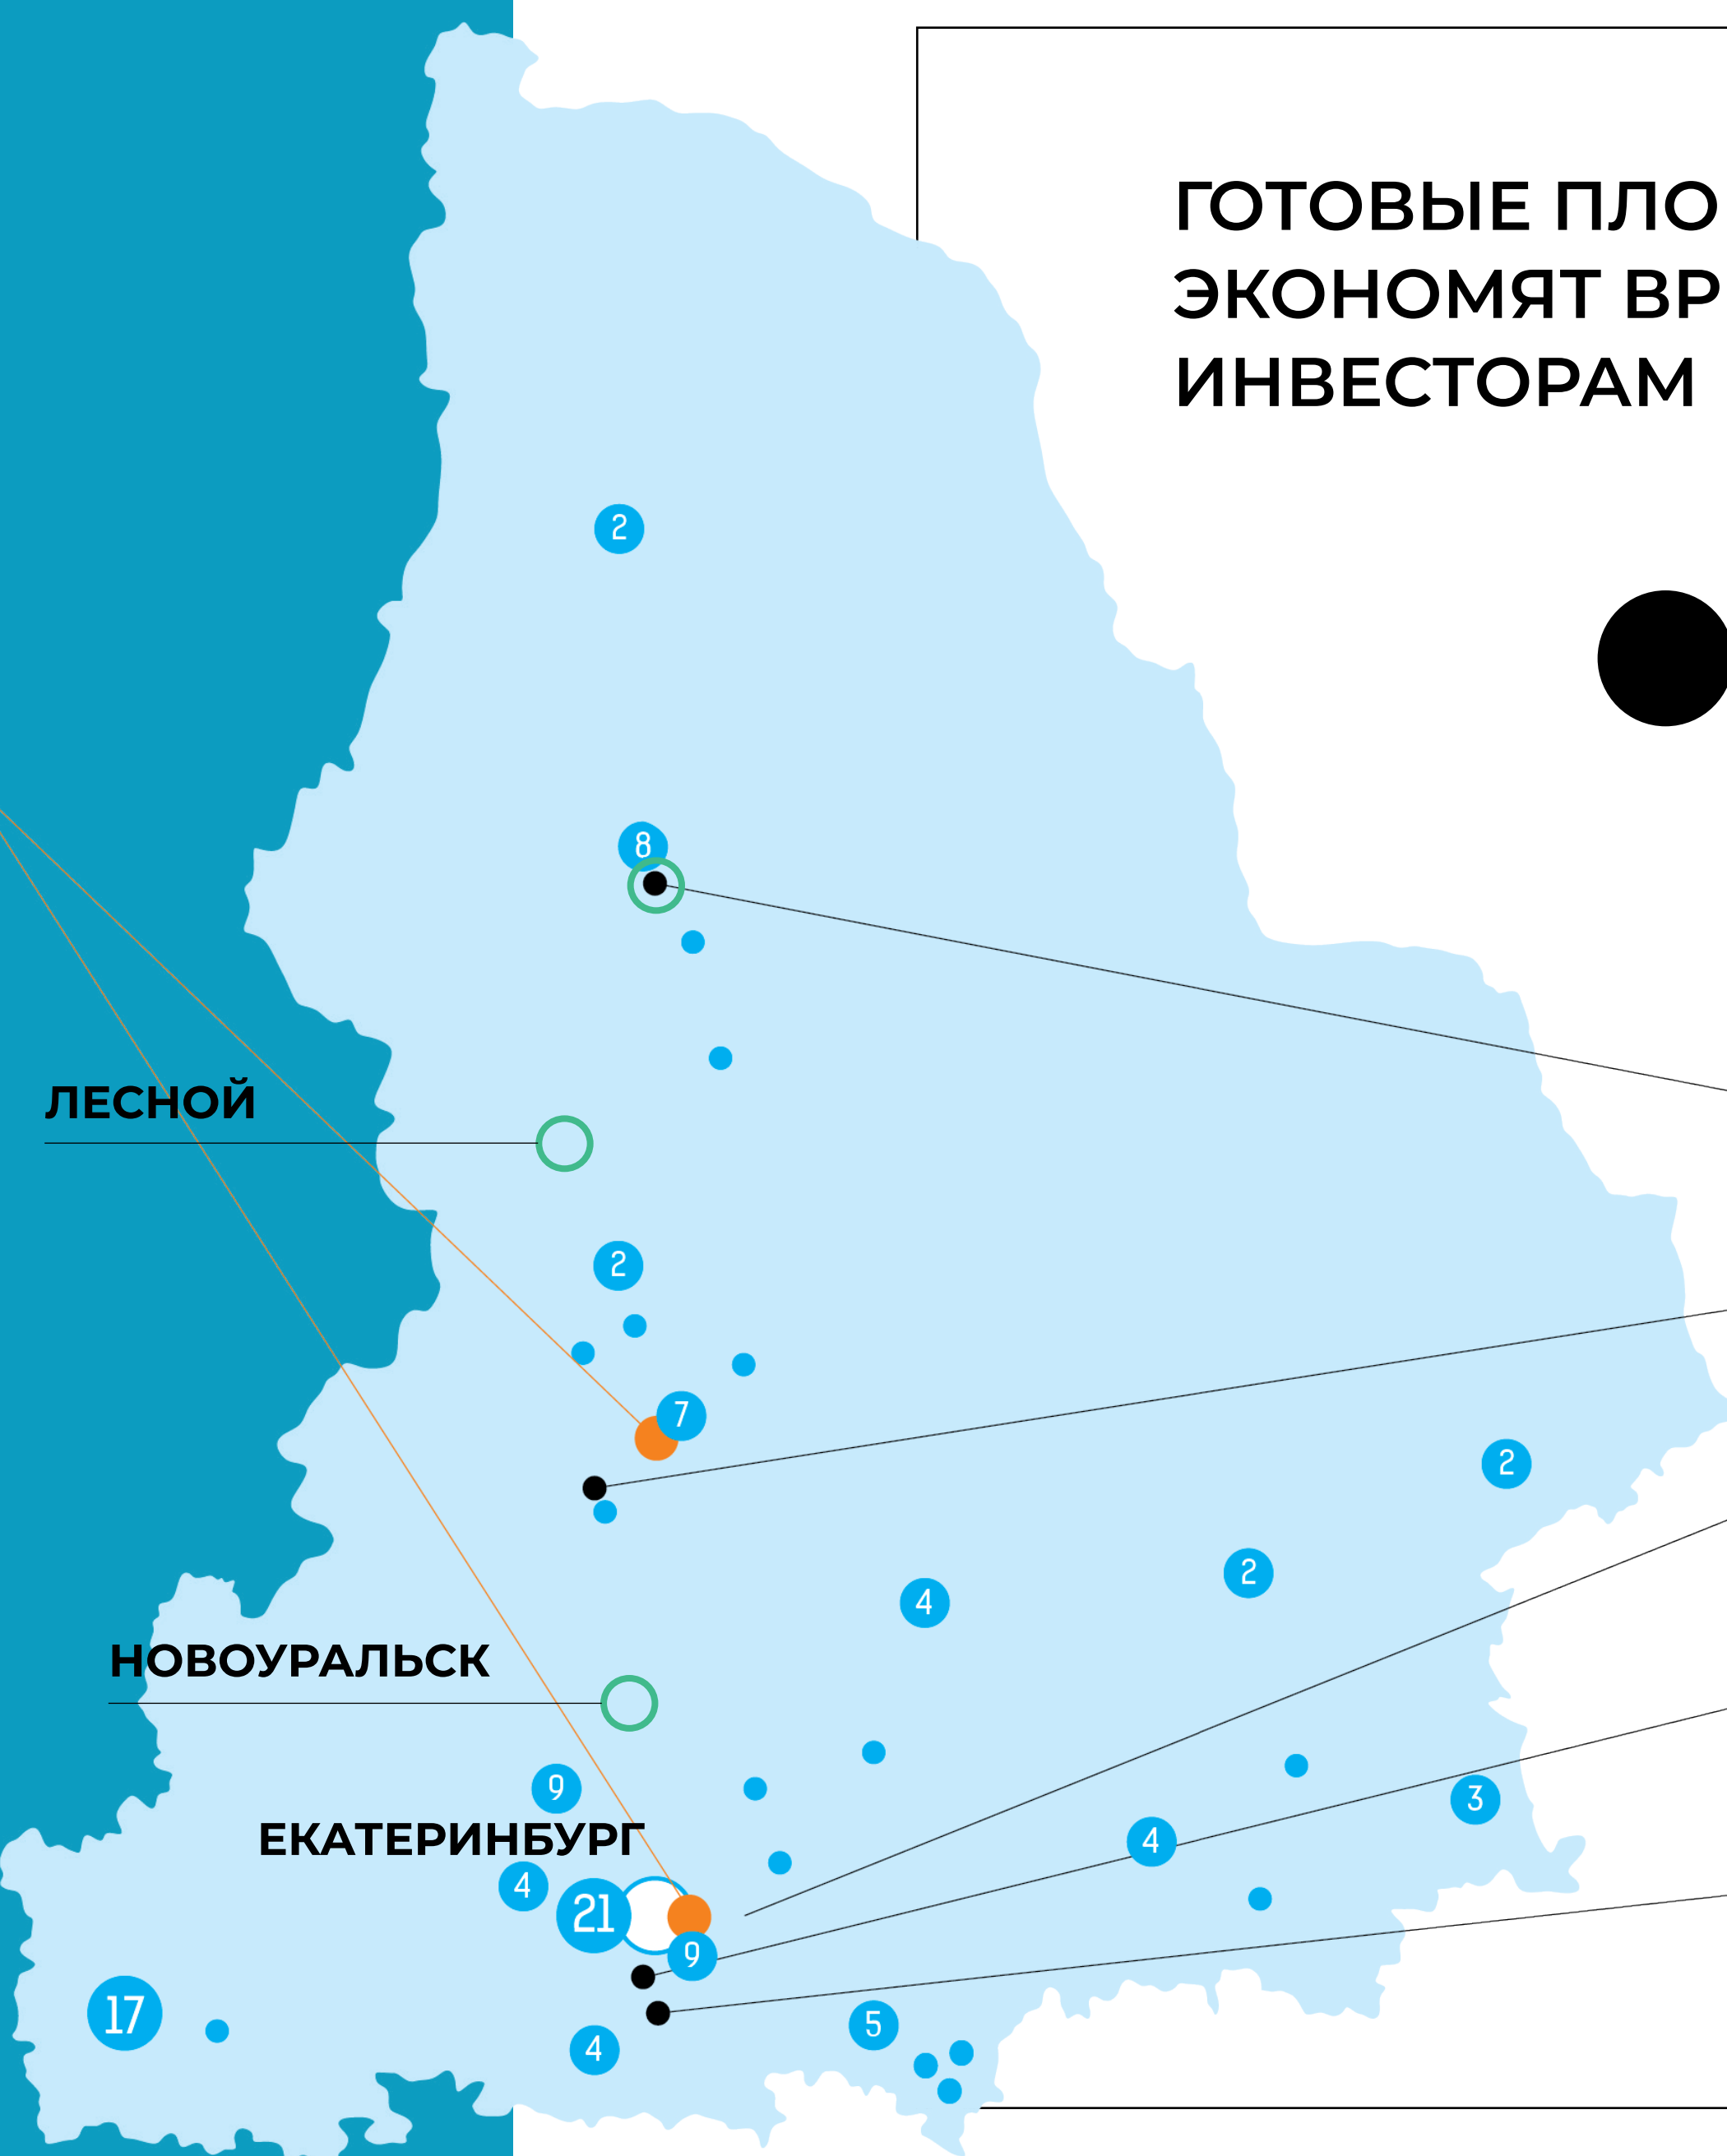 ГОТОВЫЕ ПЛО
ЭКОНОМЯТ ВР
ИНВЕСТОРАМ
2
8
ЛЕСНОЙ
2
7
2
2
4
НОВОУРАЛЬСК
9
3
ЕКАТЕРИНБУРГ
4
4
21
9
17
5
4